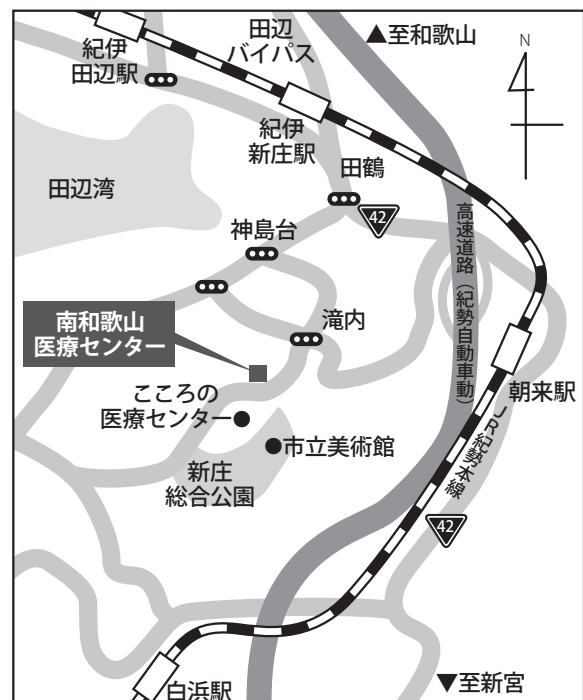 ▲至和歌山
N
田辺
バイパス
紀伊
田辺駅
紀伊
新庄駅
田鶴
42
田辺湾
神島台
高速道路（紀勢自動車動）
南和歌山
医療センター
滝内
朝来駅
こころの
医療センター
市立美術館
JR紀勢本線
新庄
総合公園
42
白浜駅
▼至新宮